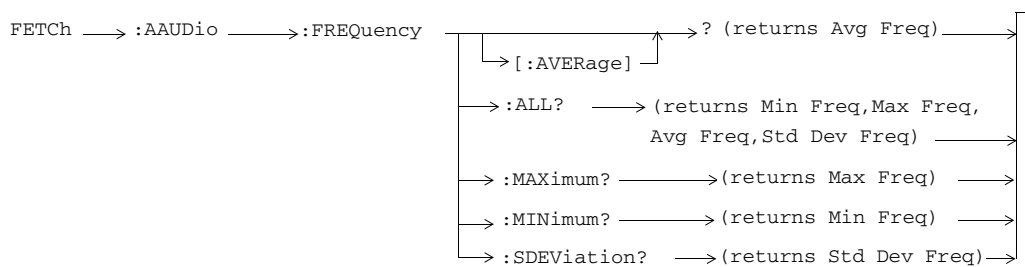 FETCh :AAUDio :FREQuency ? (returns Avg Freq)
[:AVERage]
:ALL? (returns Min Freq,Max Freq,
Avg Freq,Std Dev Freq)
:MAXimum? (returns Max Freq)
:MINimum? (returns Min Freq)
:SDEViation? (returns Std Dev Freq)